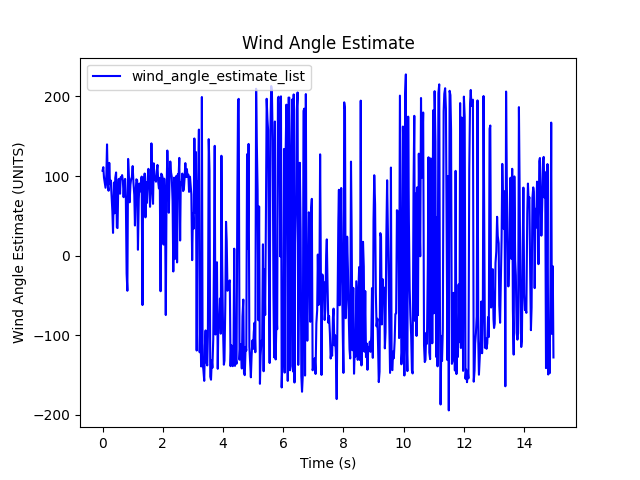 Wind Angle Estimate
wind_angle_estimate_list
Wind Angle Estimate (UNITS)
200
100
0
−100
−200
0 2 4 6 8 10 12 14
Time (s)